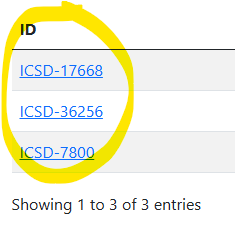 ID
ICSD-17668
ICSD-36256
ICSD-7800
Showing 1 to 3 of 3 entries